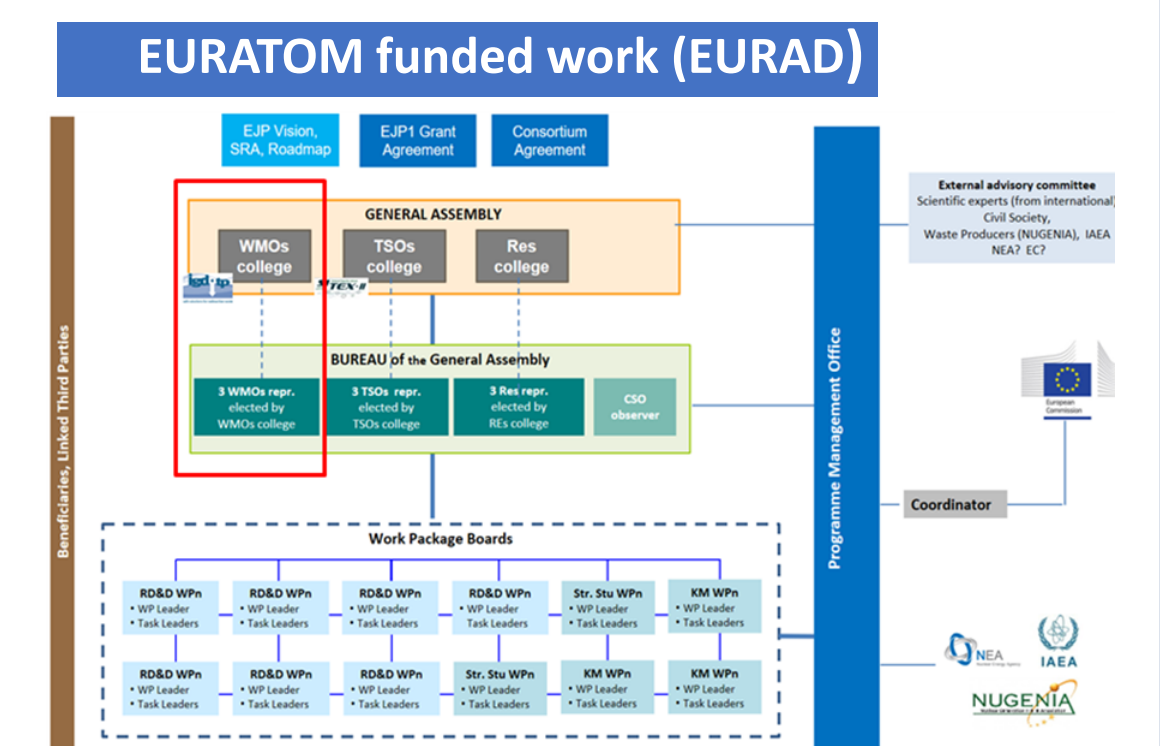 EURATOM funded work (EURAD)
EJP Vision,
SRA, Roadmap
EJP1 Grant
Agreement
Consortium
Agreement
GENERAL ASSEMBLY
WMOs
college
TSOs
college
Res
college
igd-tp
BUREAU of the General Assembly
3 WMOs repr.
elected by
WMOs college
3 TSOs repr.
elected by
TSOs college
3 Res repr.
elected by
REs college
CSO
observer
Work Package Boards
RD&D WPn
• WP Leader
• Task Leaders
RD&D WPn
• WP Leader
• Task Leaders
RD&D WPn
• WP Leader
• Task Leaders
RD&D WPn
• WP Leader
Task Leaders
Str. Stu WPn
• WP Leader
• Task Leaders
KM WPn
• WP Leader
• Task Leaders
RD&D WPn
• WP Leader
• Task Leaders
RD&D WPn
• WP Leader
• Task Leaders
RD&D WPn
• WP Leader
• Task Leaders
Str. Stu WPn
• WP Leader
• Task Leaders
KM WPn
• WP Leader
• Task Leaders
KM WPn
• WP Leader
• Task Leaders
Beneficiaries, Linked Third Parties
Programme Management Office
External advisory committee
Scientific experts (from international)
Civil Society,
Waste Producers (NUGENIA), IAEA
NEA? EC?
European
Commission
Coordinator
NEA
Nuclear Energy Agency
IAEA
NUGENIA